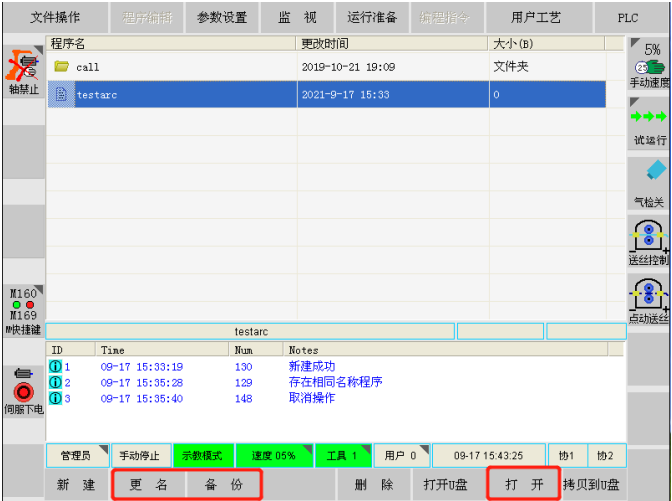 文件操作 程序编辑 参数设置 监 视 运行准备 编程指令 用户工艺 PLC
程序名 更改时间 大小(B)
call 2019-10-21 19:09 文件夹
testarc 2021-9-17 15:33 0
轴禁止
M160
M169
M快捷键
伺服下电
5%
手动速度
试运行
气检关
送丝控制
点动送丝
testarc
ID Time Num Notes
1 09-17 15:33:19 130 新建成功
2 09-17 15:35:28 129 存在相同名称程序
3 09-17 15:35:40 148 取消操作
管理员 手动停止 示教模式 速度 05% 工具 1 用户 0 09-17 15:43:25 协1 协2
新 建 更 名 备 份 删 除 打开U盘 打 开 拷贝到U盘